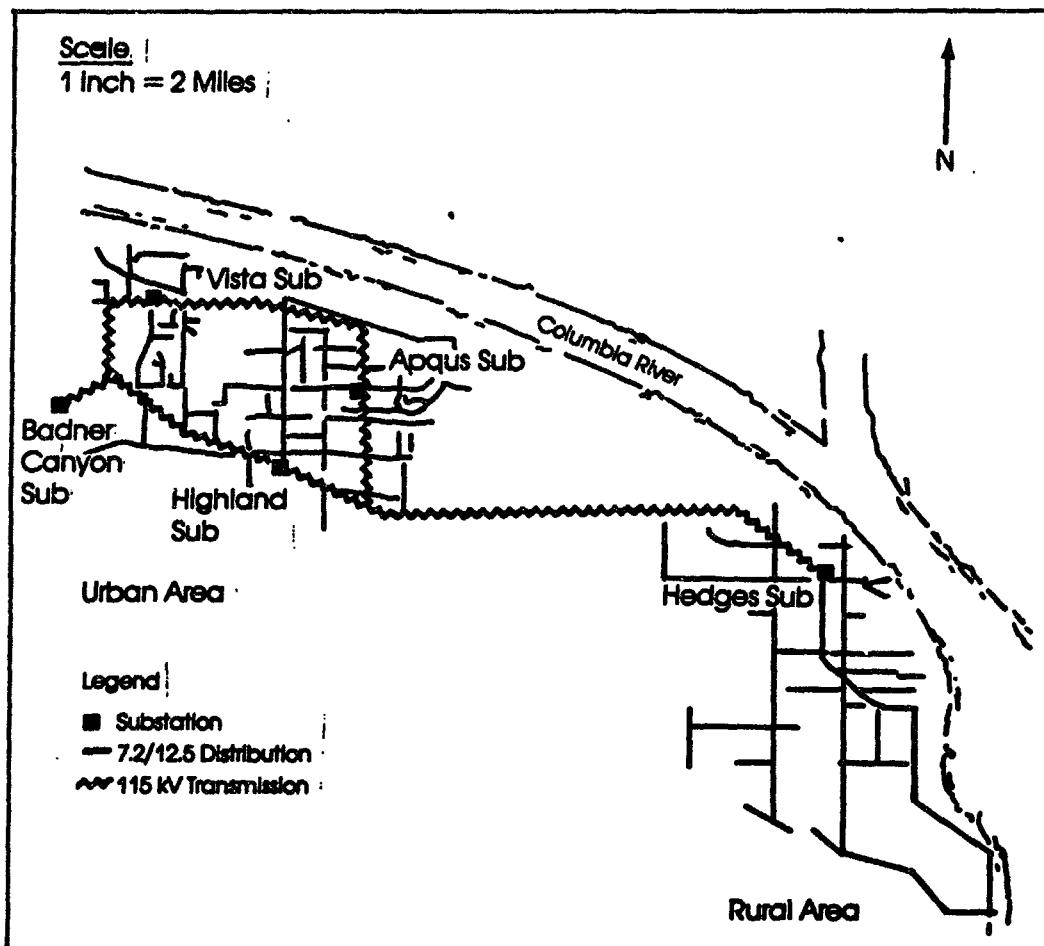 Scale
1 Inch = 2 Miles
N
Vista Sub
Columbia River
Apqus Sub
Badner
Canyon
Sub
Highland
Sub
Urban Area
Hedges Sub
Legend
Substation
7.2/12.5 Distribution
115 kV Transmission
Rural Area